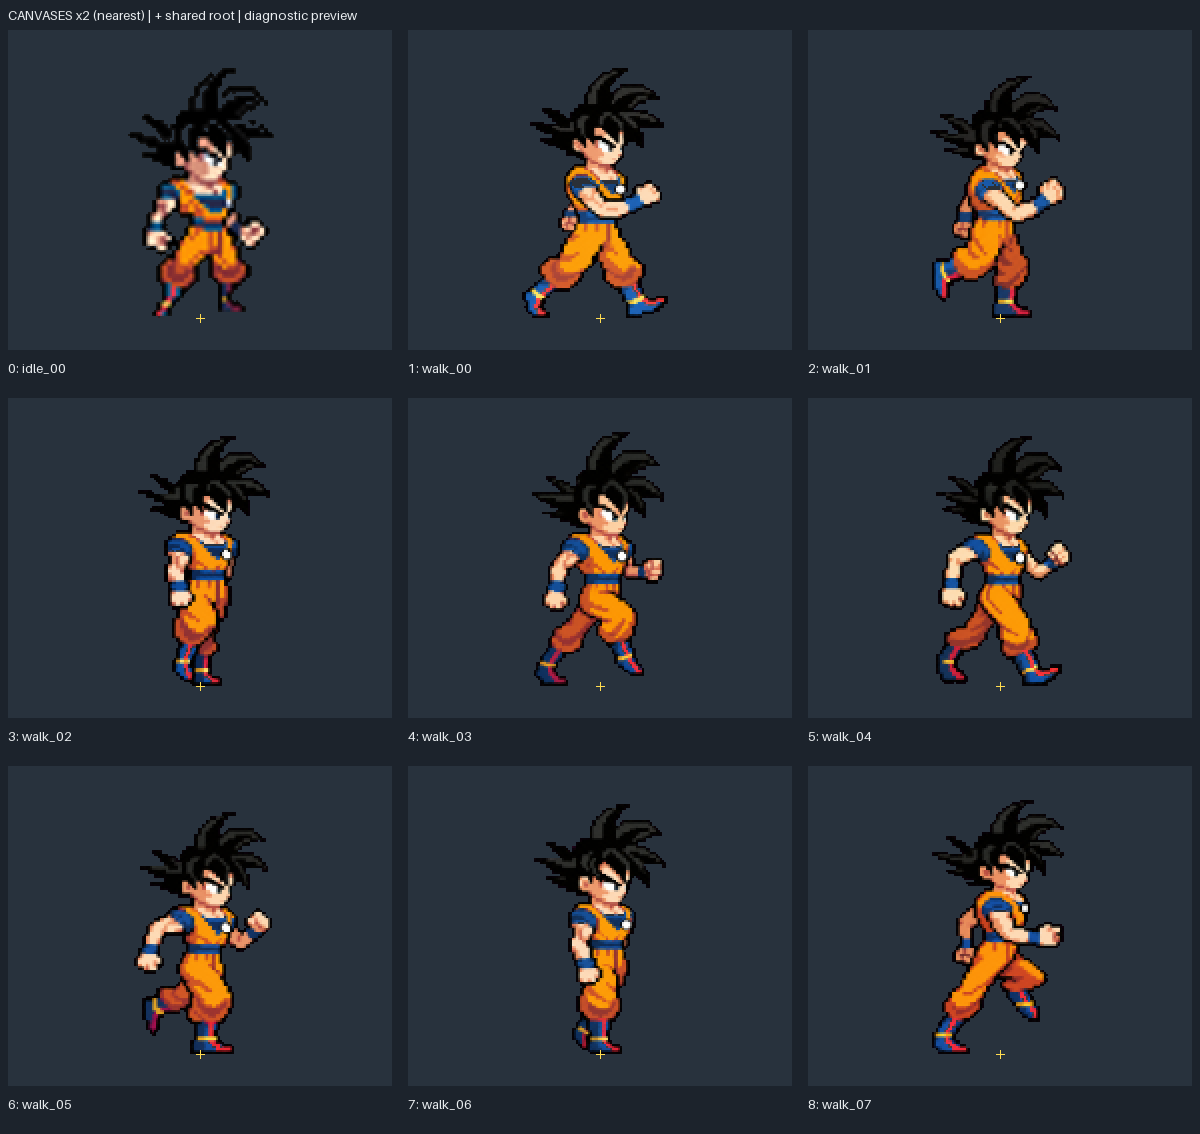 CANVASES x2 (nearest) | + shared root | diagnostic preview
0: idle_00
1: walk_00
2: walk_01
3: walk_02
4: walk_03
5: walk_04
6: walk_05
7: walk_06
8: walk_07